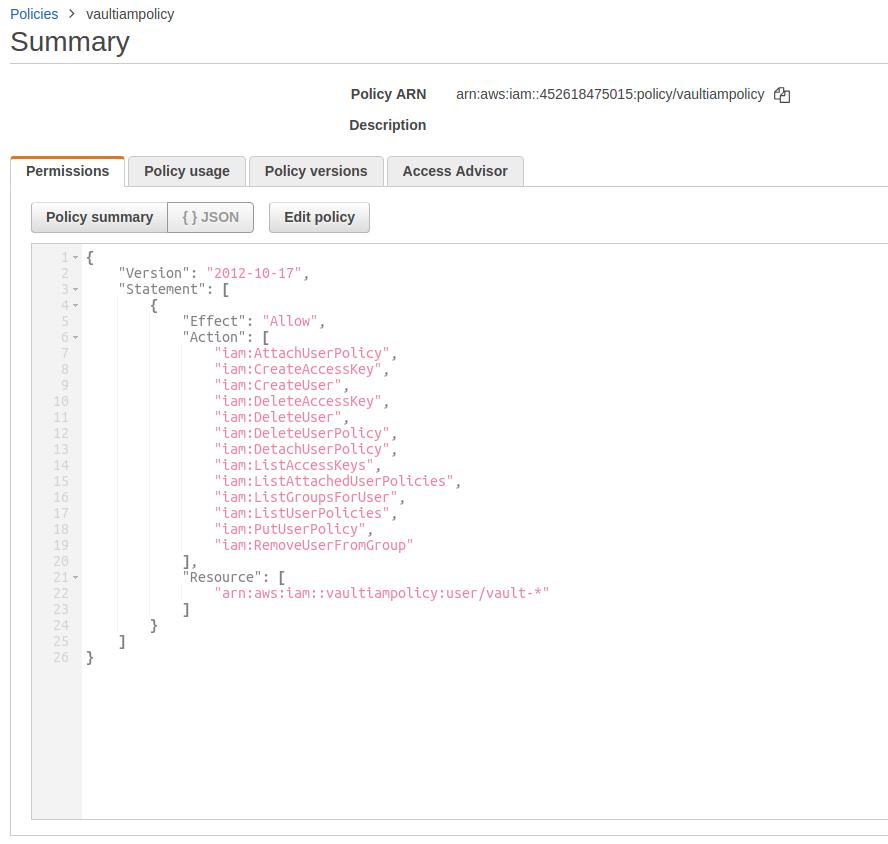 Policies > vaultiampolicy
Summary
Policy ARN arn:aws:iam::452618475015:policy/vaultiampolicy
Description
Permissions Policy usage Policy versions Access Advisor
Policy summary { } JSON Edit policy
1 {
2 "Version": "2012-10-17",
3 "Statement": [
4 {
5 "Effect": "Allow",
6 "Action": [
7 "iam:AttachUserPolicy",
8 "iam:CreateAccessKey",
9 "iam:CreateUser",
10 "iam:DeleteAccessKey",
11 "iam:DeleteUser",
12 "iam:DeleteUserPolicy",
13 "iam:DetachUserPolicy",
14 "iam:ListAccessKeys",
15 "iam:ListAttachedUserPolicies",
16 "iam:ListGroupsForUser",
17 "iam:ListUserPolicies",
18 "iam:PutUserPolicy",
19 "iam:RemoveUserFromGroup"
20 ],
21 "Resource": [
22 "arn:aws:iam::vaultiampolicy:user/vault-*"
23 ]
24 }
25 ]
26 }